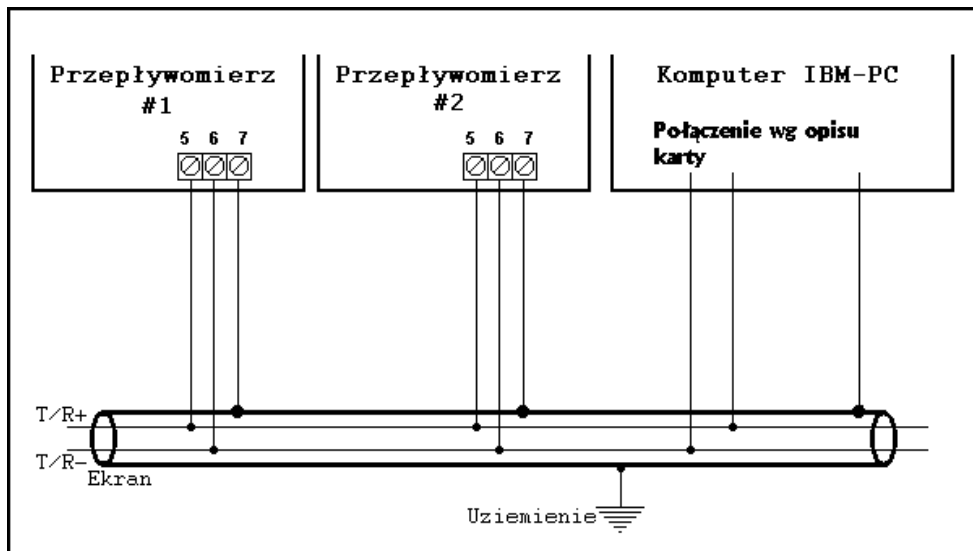 Przepływomierz
#1
5 6 7
Przepływomierz
#2
5 6 7
Komputer IBM-PC
Połączenie wg opisu
karty
T/R+
T/R-
Ekran
Uziemienie